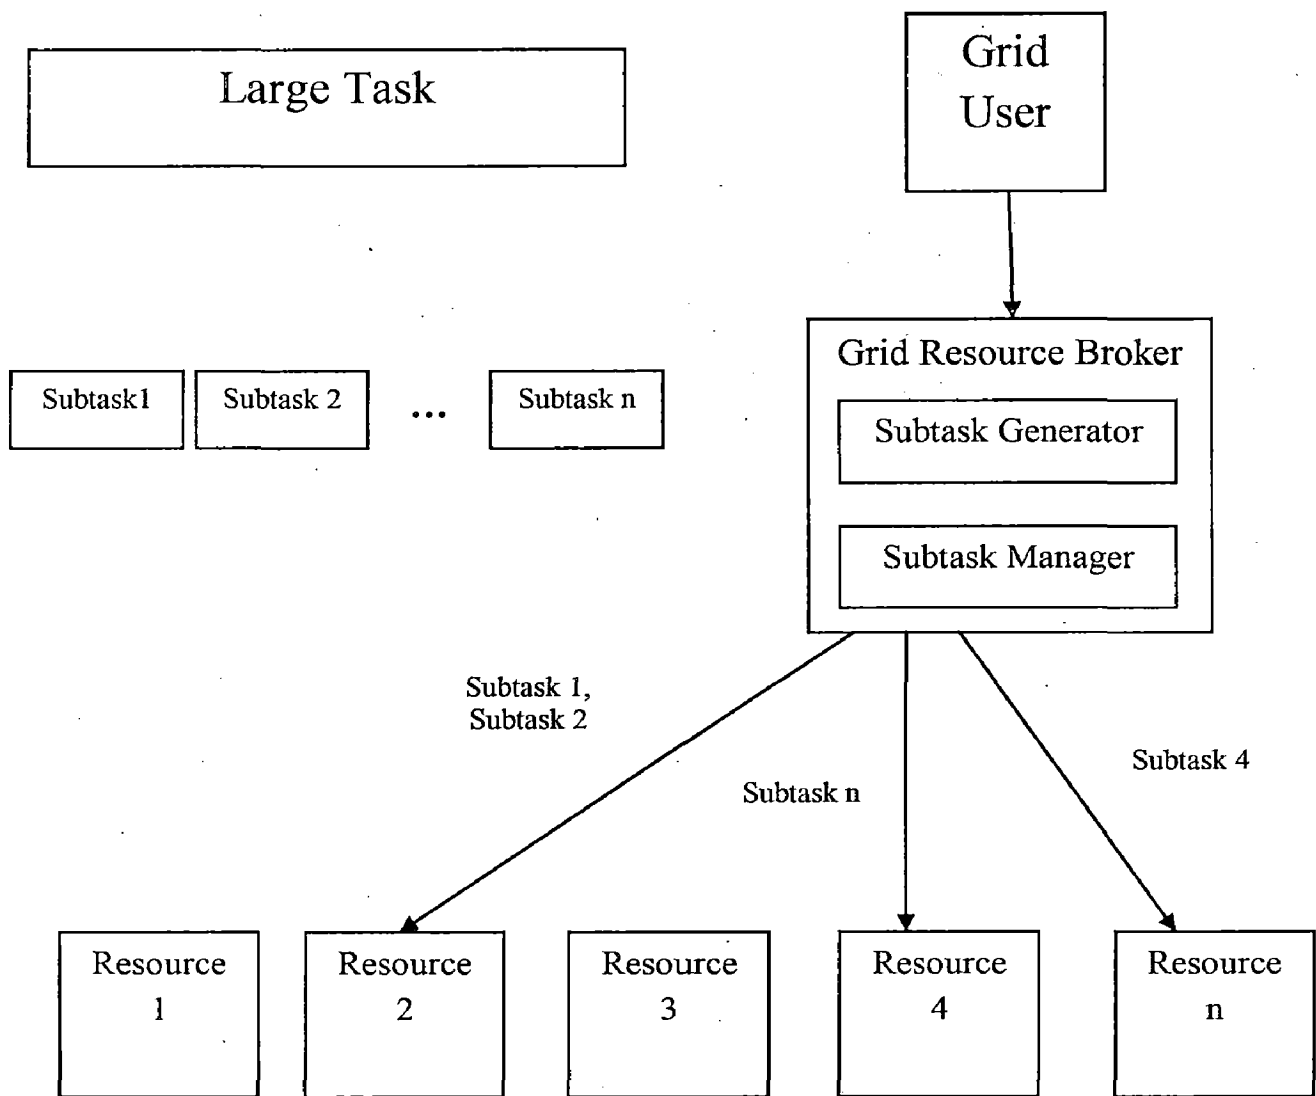 Large Task
Grid
User
Grid Resource Broker
Subtask1
Subtask 2
...
Subtask n
Subtask Generator
Subtask Manager
Subtask 1,
Subtask 2
Subtask n
Subtask 4
Resource
1
Resource
2
Resource
3
Resource
4
Resource
n